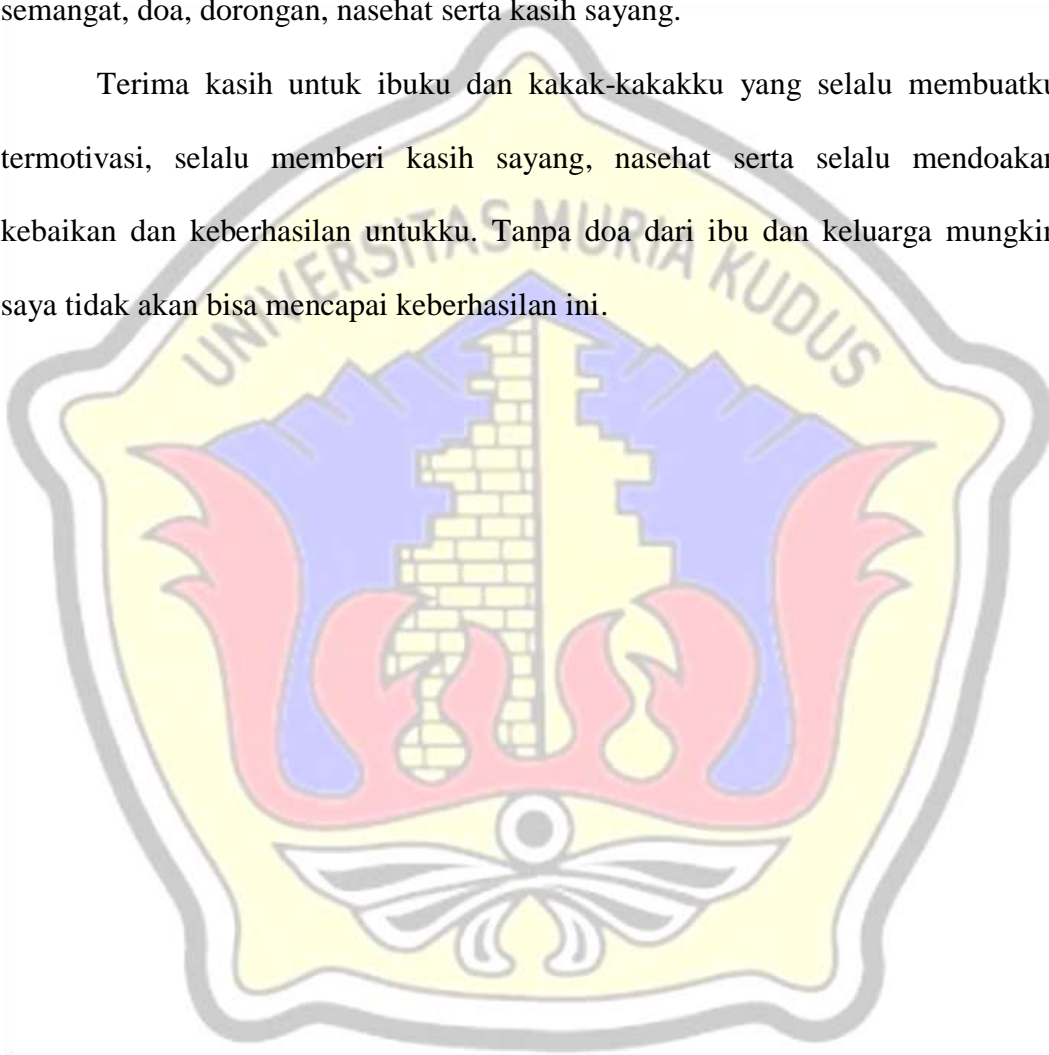 semangat, doa, dorongan, nasehat serta kasih sayang.
Terima kasih untuk ibuku dan kakak-kakakku yang selalu membuatku
termotivasi, selalu memberi kasih sayang, nasehat serta selalu mendoakan
kebaikan dan keberhasilan untukku. Tanpa doa dari ibu dan keluarga mungkin
saya tidak akan bisa mencapai keberhasilan ini.
UNIVERSITAS MURIA KUDUS